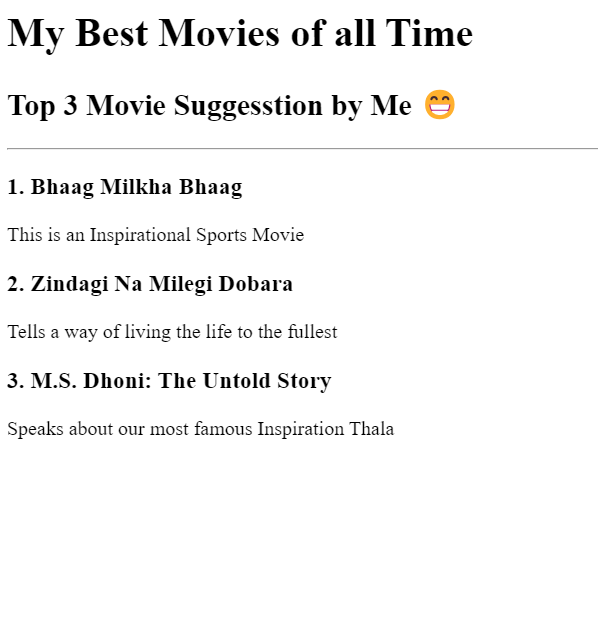 My Best Movies of all Time
Top 3 Movie Suggesstion by Me 😁
1. Bhaag Milkha Bhaag
This is an Inspirational Sports Movie
2. Zindagi Na Milegi Dobara
Tells a way of living the life to the fullest
3. M.S. Dhoni: The Untold Story
Speaks about our most famous Inspiration Thala